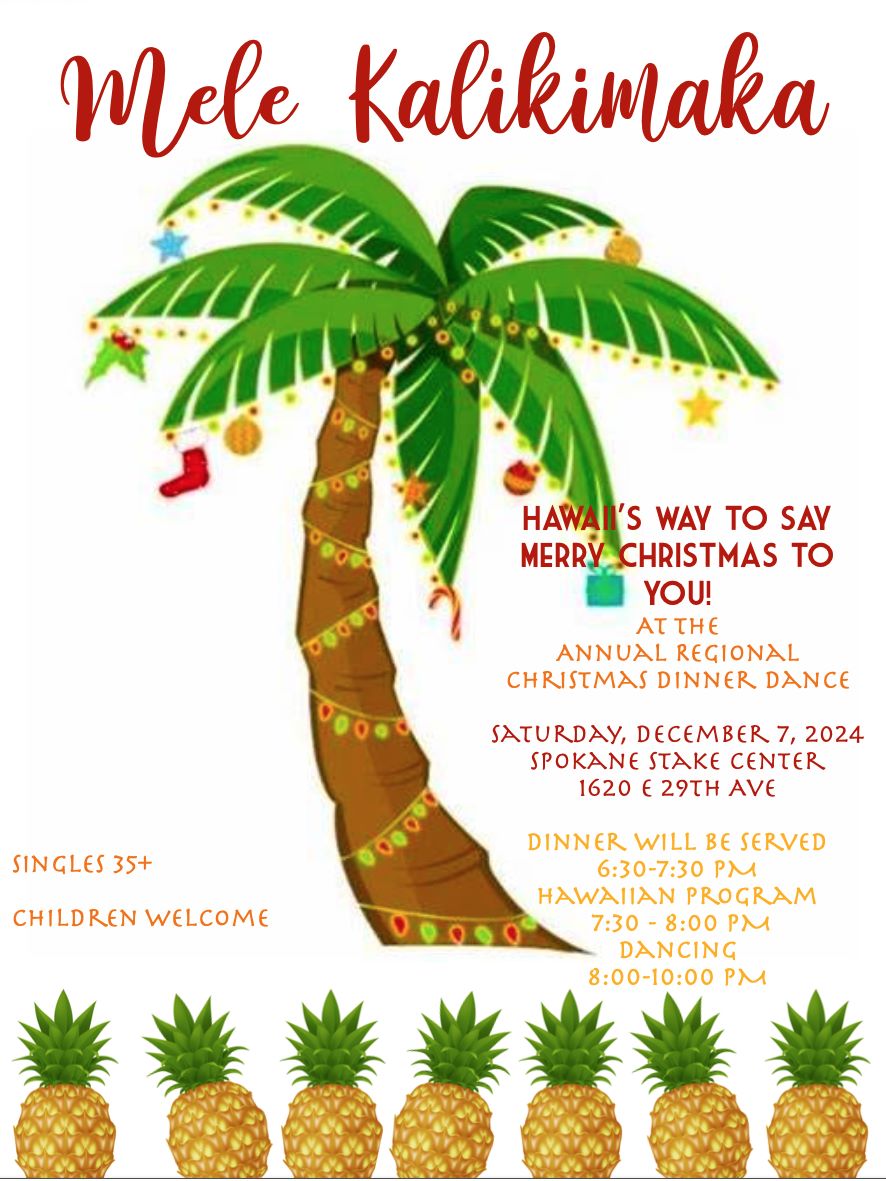 Mele Kalikimaka
HAWAII'S WAY TO SAY
MERRY CHRISTMAS TO
YOU!
AT THE
ANNUAL REGIONAL
CHRISTMAS DINNER DANCE
SATURDAY, DECEMBER 7, 2024
SPOKANE STAKE CENTER
1620 E 29TH AVE
DINNER WILL BE SERVED
6:30-7:30 PM
HAWAIIAN PROGRAM
7:30 - 8:00 PM
DANCING
8:00-10:00 PM
SINGLES 35+
CHILDREN WELCOME